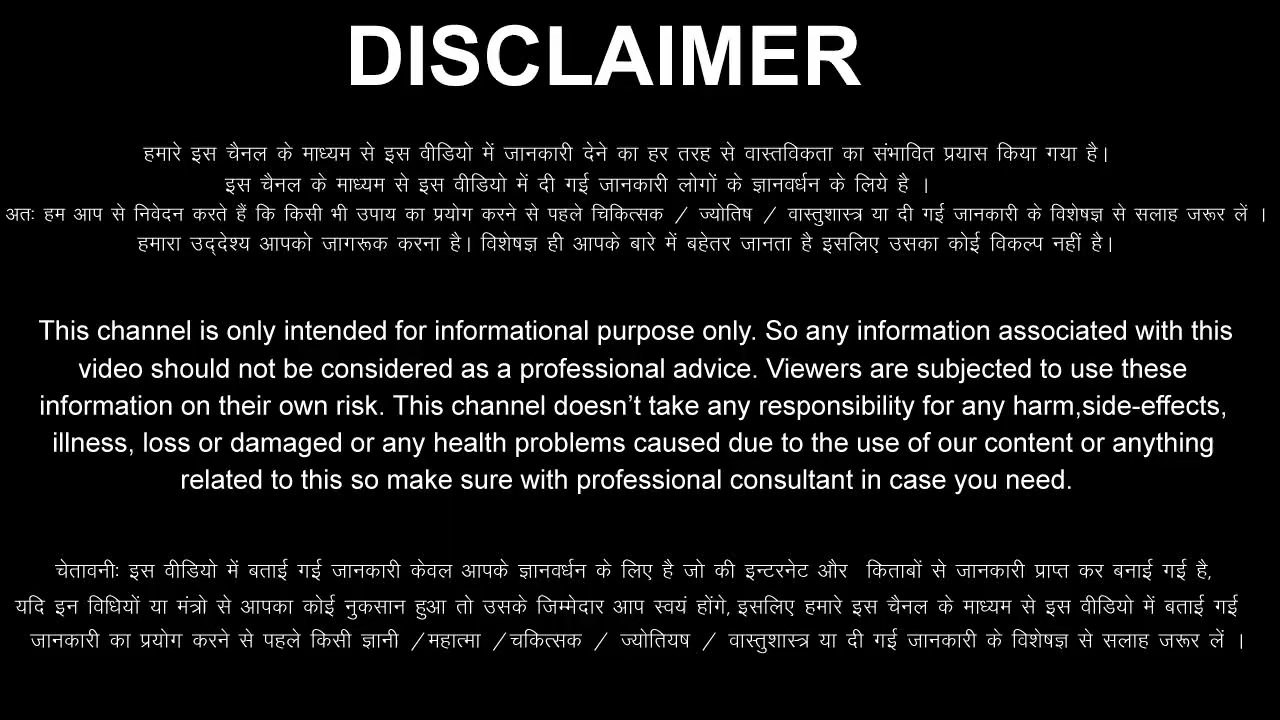 DISCLAIMER
हमारे इस चैनल के माध्यम से इस वीडियो में जानकारी देने का हर तरह से वास्तविकता का संभावित प्रयास किया गया है।
इस चैनल के माध्यम से इस वीडियो में दी गई जानकारी लोगों के ज्ञानवर्धन के लिये है ।
अतः हम आप से निवेदन करते हैं कि किसी भी उपाय का प्रयोग करने से पहले चिकित्सक / ज्योतिष / वास्तुशास्त्र या दी गई जानकारी के विशेषज्ञ से सलाह जरूर लें ।
हमारा उद्देश्य आपको जागरूक करना है। विशेषज्ञ ही आपके बारे में बहेतर जानता है इसलिए उसका कोई विकल्प नहीं है।
This channel is only intended for informational purpose only. So any information associated with this
video should not be considered as a professional advice. Viewers are subjected to use these
information on their own risk. This channel doesn’t take any responsibility for any harm,side-effects,
illness, loss or damaged or any health problems caused due to the use of our content or anything
related to this so make sure with professional consultant in case you need.
चेतावनीः इस वीडियो में बताई गई जानकारी केवल आपके ज्ञानवर्धन के लिए है जो की इन्टरनेट और किताबों से जानकारी प्राप्त कर बनाई गई है,
यदि इन विधियों या मंत्रो से आपका कोई नुकसान हुआ तो उसके जिम्मेदार आप स्वयं होंगे, इसलिए हमारे इस चैनल के माध्यम से इस वीडियो में बताई गई
जानकारी का प्रयोग करने से पहले किसी ज्ञानी /महात्मा /चकित्सक / ज्योतियष / वास्तुशास्त्र या दी गई जानकारी के विशेषज्ञ से सलाह जरूर लें ।